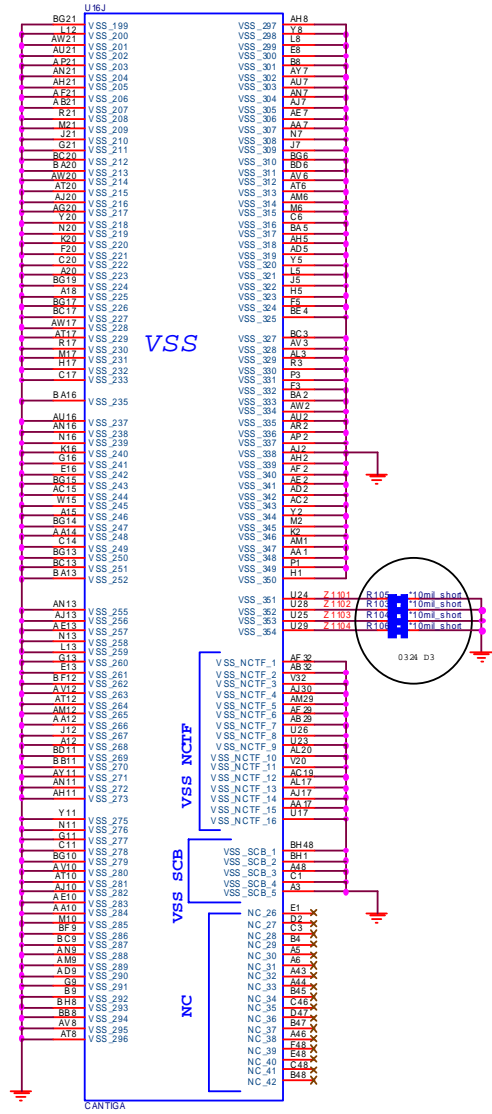 U16J
BG21 VSS_199
L12 VSS_200
AW21 VSS_201
AU21 VSS_202
AP21 VSS_203
AN21 VSS_204
AH21 VSS_205
AF21 VSS_206
AB21 VSS_207
R21 VSS_208
M21 VSS_209
J21 VSS_210
G21 VSS_211
BC20 VSS_212
BA20 VSS_213
AW20 VSS_214
AT20 VSS_215
AJ20 VSS_216
AG20 VSS_217
Y20 VSS_218
N20 VSS_219
K20 VSS_220
F20 VSS_221
C20 VSS_222
A20 VSS_223
BG19 VSS_224
A18 VSS_225
BG17 VSS_226
BC17 VSS_227
AW17 VSS_228
AT17 VSS_229
R17 VSS_230
M17 VSS_231
H17 VSS_232
C17 VSS_233
BA16 VSS_235
AU16 VSS_237
AN16 VSS_238
N16 VSS_239
K16 VSS_240
G16 VSS_241
E16 VSS_242
BG15 VSS_243
AC15 VSS_244
W15 VSS_245
A15 VSS_246
BG14 VSS_247
AA14 VSS_248
C14 VSS_249
BG13 VSS_250
BC13 VSS_251
BA13 VSS_252
AN13 VSS_255
AJ13 VSS_256
AE13 VSS_257
N13 VSS_258
L13 VSS_259
G13 VSS_260
E13 VSS_261
BF12 VSS_262
AV12 VSS_263
AT12 VSS_264
AM12 VSS_265
AA12 VSS_266
J12 VSS_267
A12 VSS_268
BD11 VSS_269
BB11 VSS_270
AY11 VSS_271
AN11 VSS_272
AH11 VSS_273
Y11 VSS_275
N11 VSS_276
G11 VSS_277
C11 VSS_278
BG10 VSS_279
AV10 VSS_280
AT10 VSS_281
AJ10 VSS_282
AE10 VSS_283
AA10 VSS_284
M10 VSS_285
BF9 VSS_286
BC9 VSS_287
AN9 VSS_288
AM9 VSS_289
AD9 VSS_290
G9 VSS_291
B9 VSS_292
BH8 VSS_293
BB8 VSS_294
AV8 VSS_295
AT8 VSS_296
VSS
VSS_297 AH8
VSS_298 Y8
VSS_299 L8
VSS_300 E8
VSS_301 B8
VSS_302 AY7
VSS_303 AU7
VSS_304 AN7
VSS_305 AJ7
VSS_306 AE7
VSS_307 AA7
VSS_308 N7
VSS_309 J7
VSS_310 BG6
VSS_311 BD6
VSS_312 AV6
VSS_313 AT6
VSS_314 AM6
VSS_315 M6
VSS_316 C6
VSS_317 BA5
VSS_318 AH5
VSS_319 AD5
VSS_320 Y5
VSS_321 L5
VSS_322 J5
VSS_323 H5
VSS_324 F5
VSS_325 BE4
VSS_327 BC3
VSS_328 AV3
VSS_329 AL3
VSS_330 R3
VSS_331 P3
VSS_332 F3
VSS_333 BA2
VSS_334 AW2
VSS_335 AU2
VSS_336 AR2
VSS_337 AP2
VSS_338 AJ2
VSS_339 AH2
VSS_340 AF2
VSS_341 AE2
VSS_342 AD2
VSS_343 AC2
VSS_344 Y2
VSS_345 M2
VSS_346 K2
VSS_347 AM1
VSS_348 AA1
VSS_349 P1
VSS_350 H1
VSS_351 U24 Z1101 R105 *10mil_short
VSS_352 U28 Z1102 R103 *10mil_short
VSS_353 U25 Z1103 R104 *10mil_short
VSS_354 U29 Z1104 R106 *10mil_short
0324 D3
VSS NCTF
VSS_NCTF_1 AF32
VSS_NCTF_2 AB32
VSS_NCTF_3 V32
VSS_NCTF_4 AJ30
VSS_NCTF_5 AM29
VSS_NCTF_6 AF29
VSS_NCTF_7 AB29
VSS_NCTF_8 U26
VSS_NCTF_9 U23
VSS_NCTF_10 AL20
VSS_NCTF_11 V20
VSS_NCTF_12 AC19
VSS_NCTF_13 AL17
VSS_NCTF_14 AJ17
VSS_NCTF_15 AA17
VSS_NCTF_16 U17
VSS SCB
VSS_SCB_1 BH48
VSS_SCB_2 BH1
VSS_SCB_3 A48
VSS_SCB_4 C1
VSS_SCB_5 A3
NC
NC_26 E1
NC_27 D2
NC_28 C3
NC_29 B4
NC_30 A5
NC_31 A6
NC_32 A43
NC_33 A44
NC_34 B45
NC_35 C46
NC_36 D47
NC_37 B47
NC_38 A46
NC_39 F48
NC_40 E48
NC_41 C48
NC_42 B48
CANTIGA